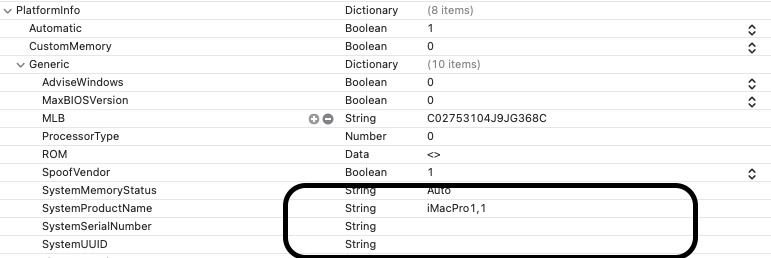 PlatformInfo Dictionary (8 items)
Automatic Boolean 1
CustomMemory Boolean 0
Generic Dictionary (10 items)
AdviseWindows Boolean 0
MaxBIOSVersion Boolean 0
MLB String C02753104J9JG368C
ProcessorType Number 0
ROM Data <>
SpoofVendor Boolean 1
SystemMemoryStatus String Auto
SystemProductName String iMacPro1,1
SystemSerialNumber String
SystemUUID String